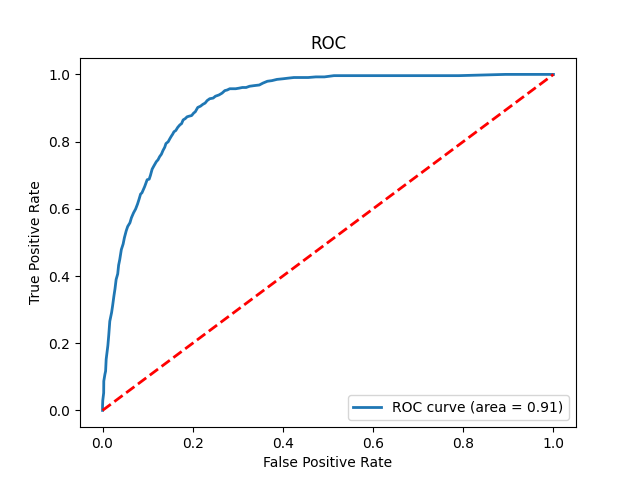 ROC
True Positive Rate
1.0
0.8
0.6
0.4
0.2
0.0
ROC curve (area = 0.91)
0.0 0.2 0.4 0.6 0.8 1.0
False Positive Rate